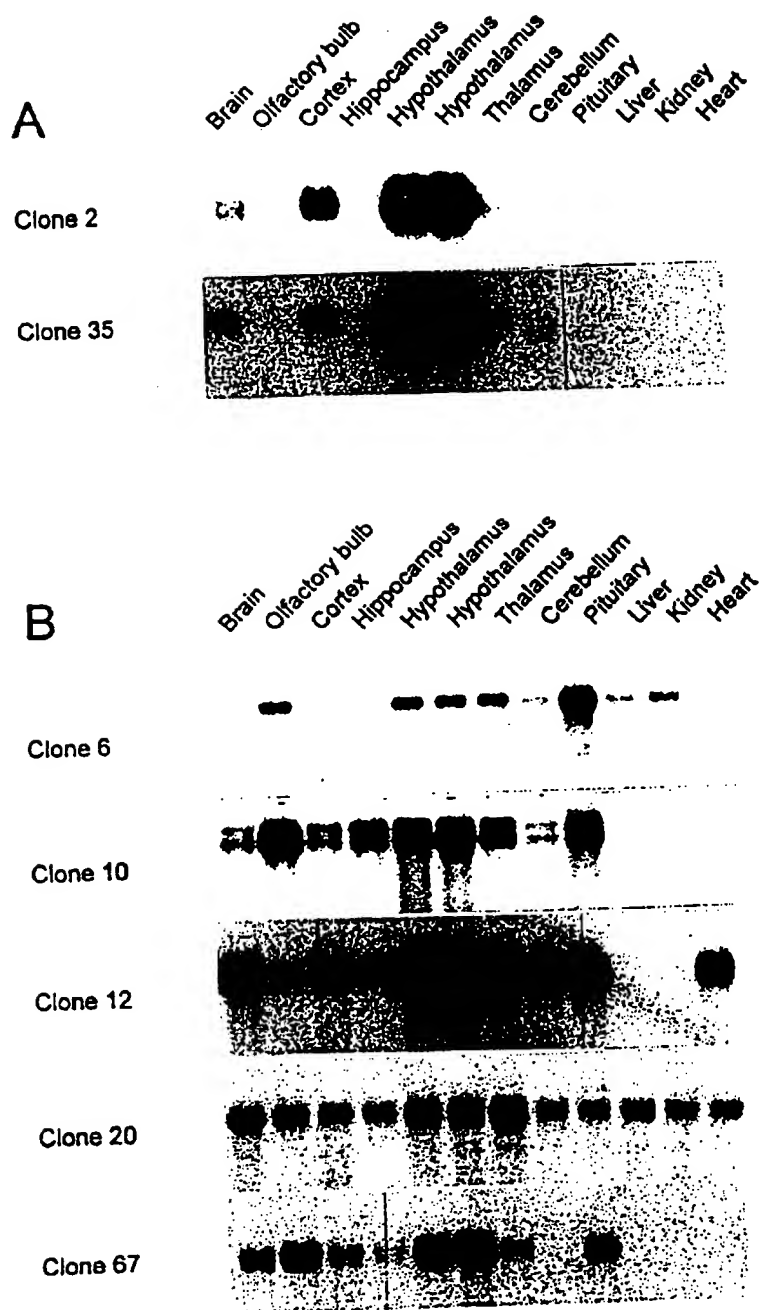 A
Brain Olfactory bulb Cortex Hippocampus Hypothalamus Hypothalamus Thalamus Cerebellum Pituitary Liver Kidney Heart
Clone 2
Clone 35
B
Brain Olfactory bulb Cortex Hippocampus Hypothalamus Hypothalamus Thalamus Cerebellum Pituitary Liver Kidney Heart
Clone 6
Clone 10
Clone 12
Clone 20
Clone 67